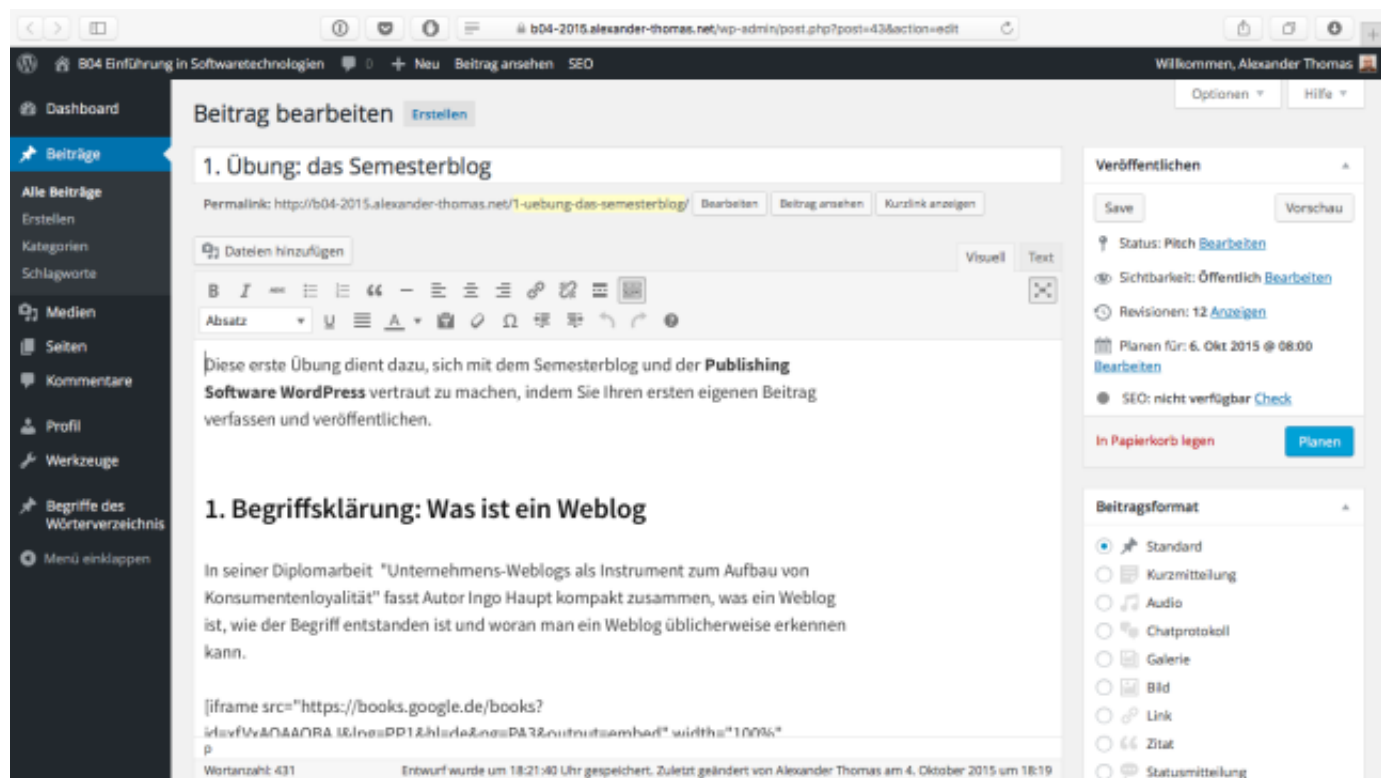 b04-2015.alexander-thomas.net/wp-admin/post.php?post=43&action=edit
B04 Einführung in Softwaretechnologien 0 + Neu Beitrag ansehen SEO
Willkommen, Alexander Thomas
Optionen Hilfe
Dashboard
Beiträge
Alle Beiträge
Erstellen
Kategorien
Schlagworte
Medien
Seiten
Kommentare
Profil
Werkzeuge
Begriffe des
Wörterverzeichnis
Menü einklappen
Beitrag bearbeiten Erstellen
1. Übung: das Semesterblog
Permalink: http://b04-2015.alexander-thomas.net/1-uebung-das-semesterblog/ Bearbeiten Beitrag ansehen Kurzlink anzeigen
Dateien hinzufügen
Visuell Text
Absatz
Diese erste Übung dient dazu, sich mit dem Semesterblog und der Publishing
Software WordPress vertraut zu machen, indem Sie Ihren ersten eigenen Beitrag
verfassen und veröffentlichen.
1. Begriffsklärung: Was ist ein Weblog
In seiner Diplomarbeit "Unternehmens-Weblogs als Instrument zum Aufbau von
Konsumentenloyalität" fasst Autor Ingo Haupt kompakt zusammen, was ein Weblog
ist, wie der Begriff entstanden ist und woran man ein Weblog üblicherweise erkennen
kann.
[iframe src="https://books.google.de/books?
width="100%"
p
Wortanzahl: 431
Entwurf wurde um 18:21:40 Uhr gespeichert. Zuletzt geändert von Alexander Thomas am 4. Oktober 2015 um 18:19
Veröffentlichen
Save Vorschau
Status: Pitch Bearbeiten
Sichtbarkeit: Öffentlich Bearbeiten
Revisionen: 12 Anzeigen
Planen für: 6. Okt 2015 @ 08:00
Bearbeiten
SEO: nicht verfügbar Check
In Papierkorb legen Planen
Beitragsformat
Standard
Kurzmitteilung
Audio
Chatprotokoll
Galerie
Bild
Link
Zitat
Statusmitteilung